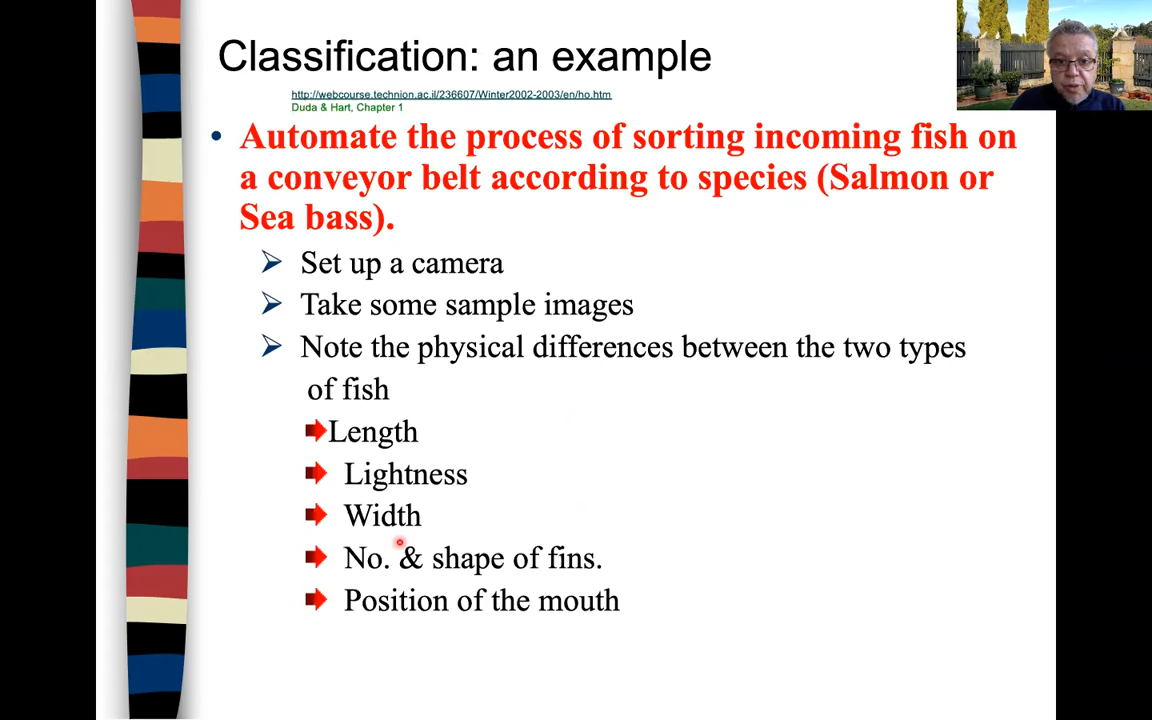 Classification: an example
http://webcourse.technion.ac.il/236607/Winter2002-2003/en/ho.htm
Duda & Hart, Chapter 1
• Automate the process of sorting incoming fish on
a conveyor belt according to species (Salmon or
Sea bass).
Set up a camera
Take some sample images
Note the physical differences between the two types
of fish
Length
Lightness
Width
No. & shape of fins.
Position of the mouth